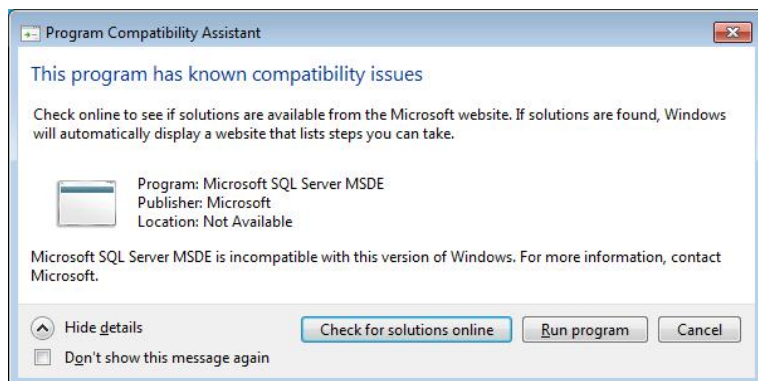 Program Compatibility Assistant
This program has known compatibility issues
Check online to see if solutions are available from the Microsoft website. If solutions are found, Windows
will automatically display a website that lists steps you can take.
Program: Microsoft SQL Server MSDE
Publisher: Microsoft
Location: Not Available
Microsoft SQL Server MSDE is incompatible with this version of Windows. For more information, contact
Microsoft.
Hide details
Check for solutions online
Run program
Cancel
Don't show this message again